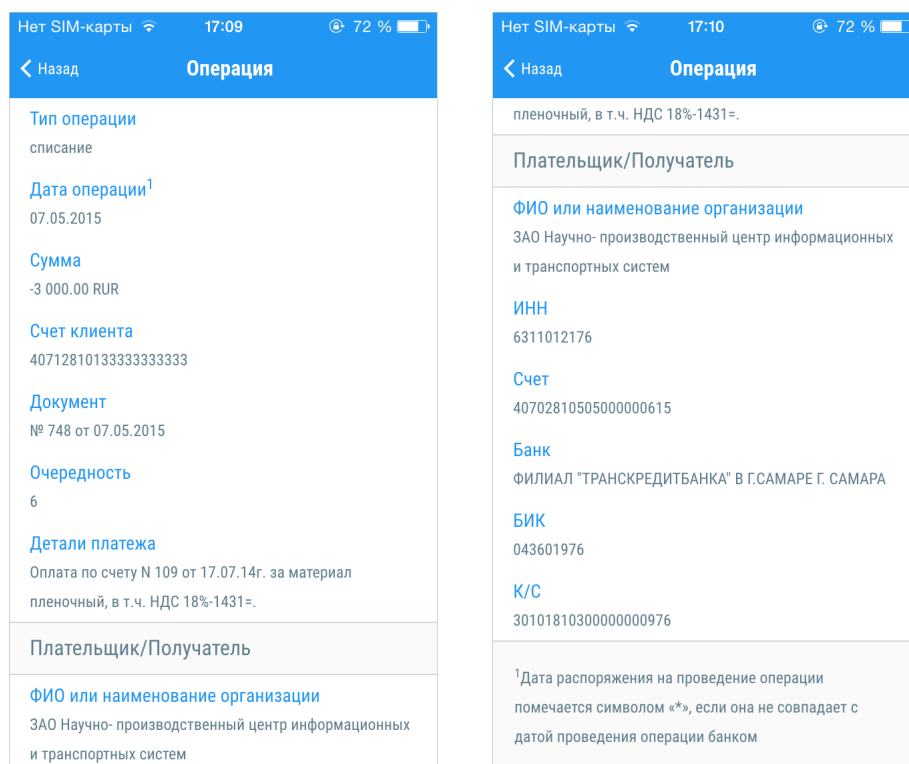 Нет SIM-карты 17:09 72 %
Назад Операция
Тип операции
списание
Дата операции1
07.05.2015
Сумма
-3 000.00 RUR
Счет клиента
40712810133333333333
Документ
№ 748 от 07.05.2015
Очередность
6
Детали платежа
Оплата по счету N 109 от 17.07.14г. за материал
пленочный, в т.ч. НДС 18%-1431=.
Плательщик/Получатель
ФИО или наименование организации
ЗАО Научно- производственный центр информационных
и транспортных систем
Нет SIM-карты 17:10 72 %
Назад Операция
пленочный, в т.ч. НДС 18%-1431=.
Плательщик/Получатель
ФИО или наименование организации
ЗАО Научно- производственный центр информационных
и транспортных систем
ИНН
6311012176
Счет
40702810505000000615
Банк
ФИЛИАЛ "ТРАНСКРЕДИТБАНКА" В Г.САМАРЕ Г. САМАРА
БИК
043601976
К/С
30101810300000000976
1Дата распоряжения на проведение операции
помечается символом «*», если она не совпадает с
датой проведения операции банком